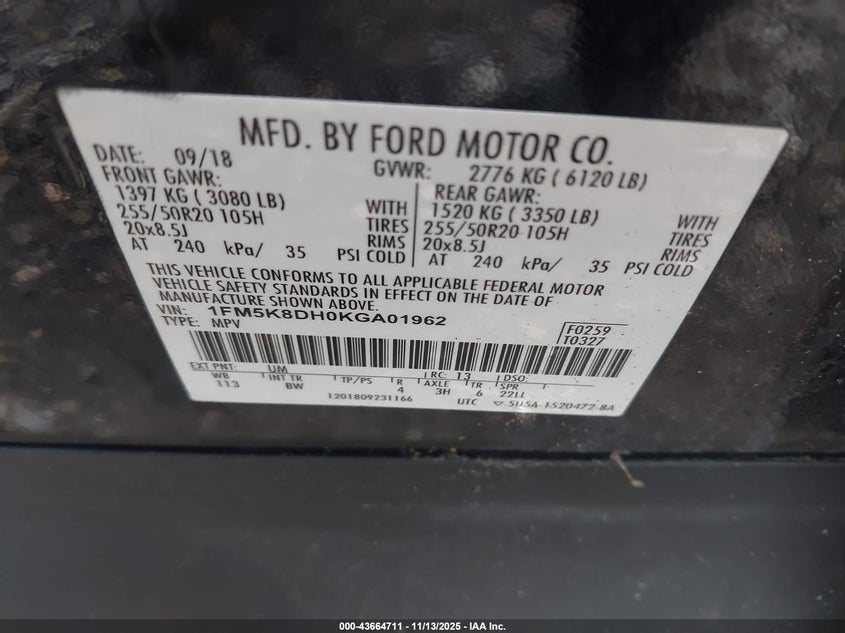 MFD. BY FORD MOTOR CO.
DATE: 09/18 GVWR: 2776 KG ( 6120 LB)
FRONT GAWR: REAR GAWR:
1397 KG ( 3080 LB) WITH 1520 KG ( 3350 LB) WITH
255/50R20 105H TIRES 255/50R20 105H TIRES
20x8.5J RIMS 20x8.5J RIMS
AT 240 kPa/ 35 PSI COLD AT 240 kPa/ 35 PSI COLD
THIS VEHICLE CONFORMS TO ALL APPLICABLE FEDERAL MOTOR
VEHICLE SAFETY STANDARDS IN EFFECT ON THE DATE OF
MANUFACTURE SHOWN ABOVE.
VIN: 1FM5K8DH0KGA01962
TYPE: MPV
F0259
T0327
EXT PNT: UM RC: 13 DSO:
WB INT TR TP/PS R AXLE TR SPR
113 BW 4 3H 6 22LL
1201809231166 UTC ▽ 5USA-1520472-BA
000-43664711 - 11/13/2025 - IAA Inc.